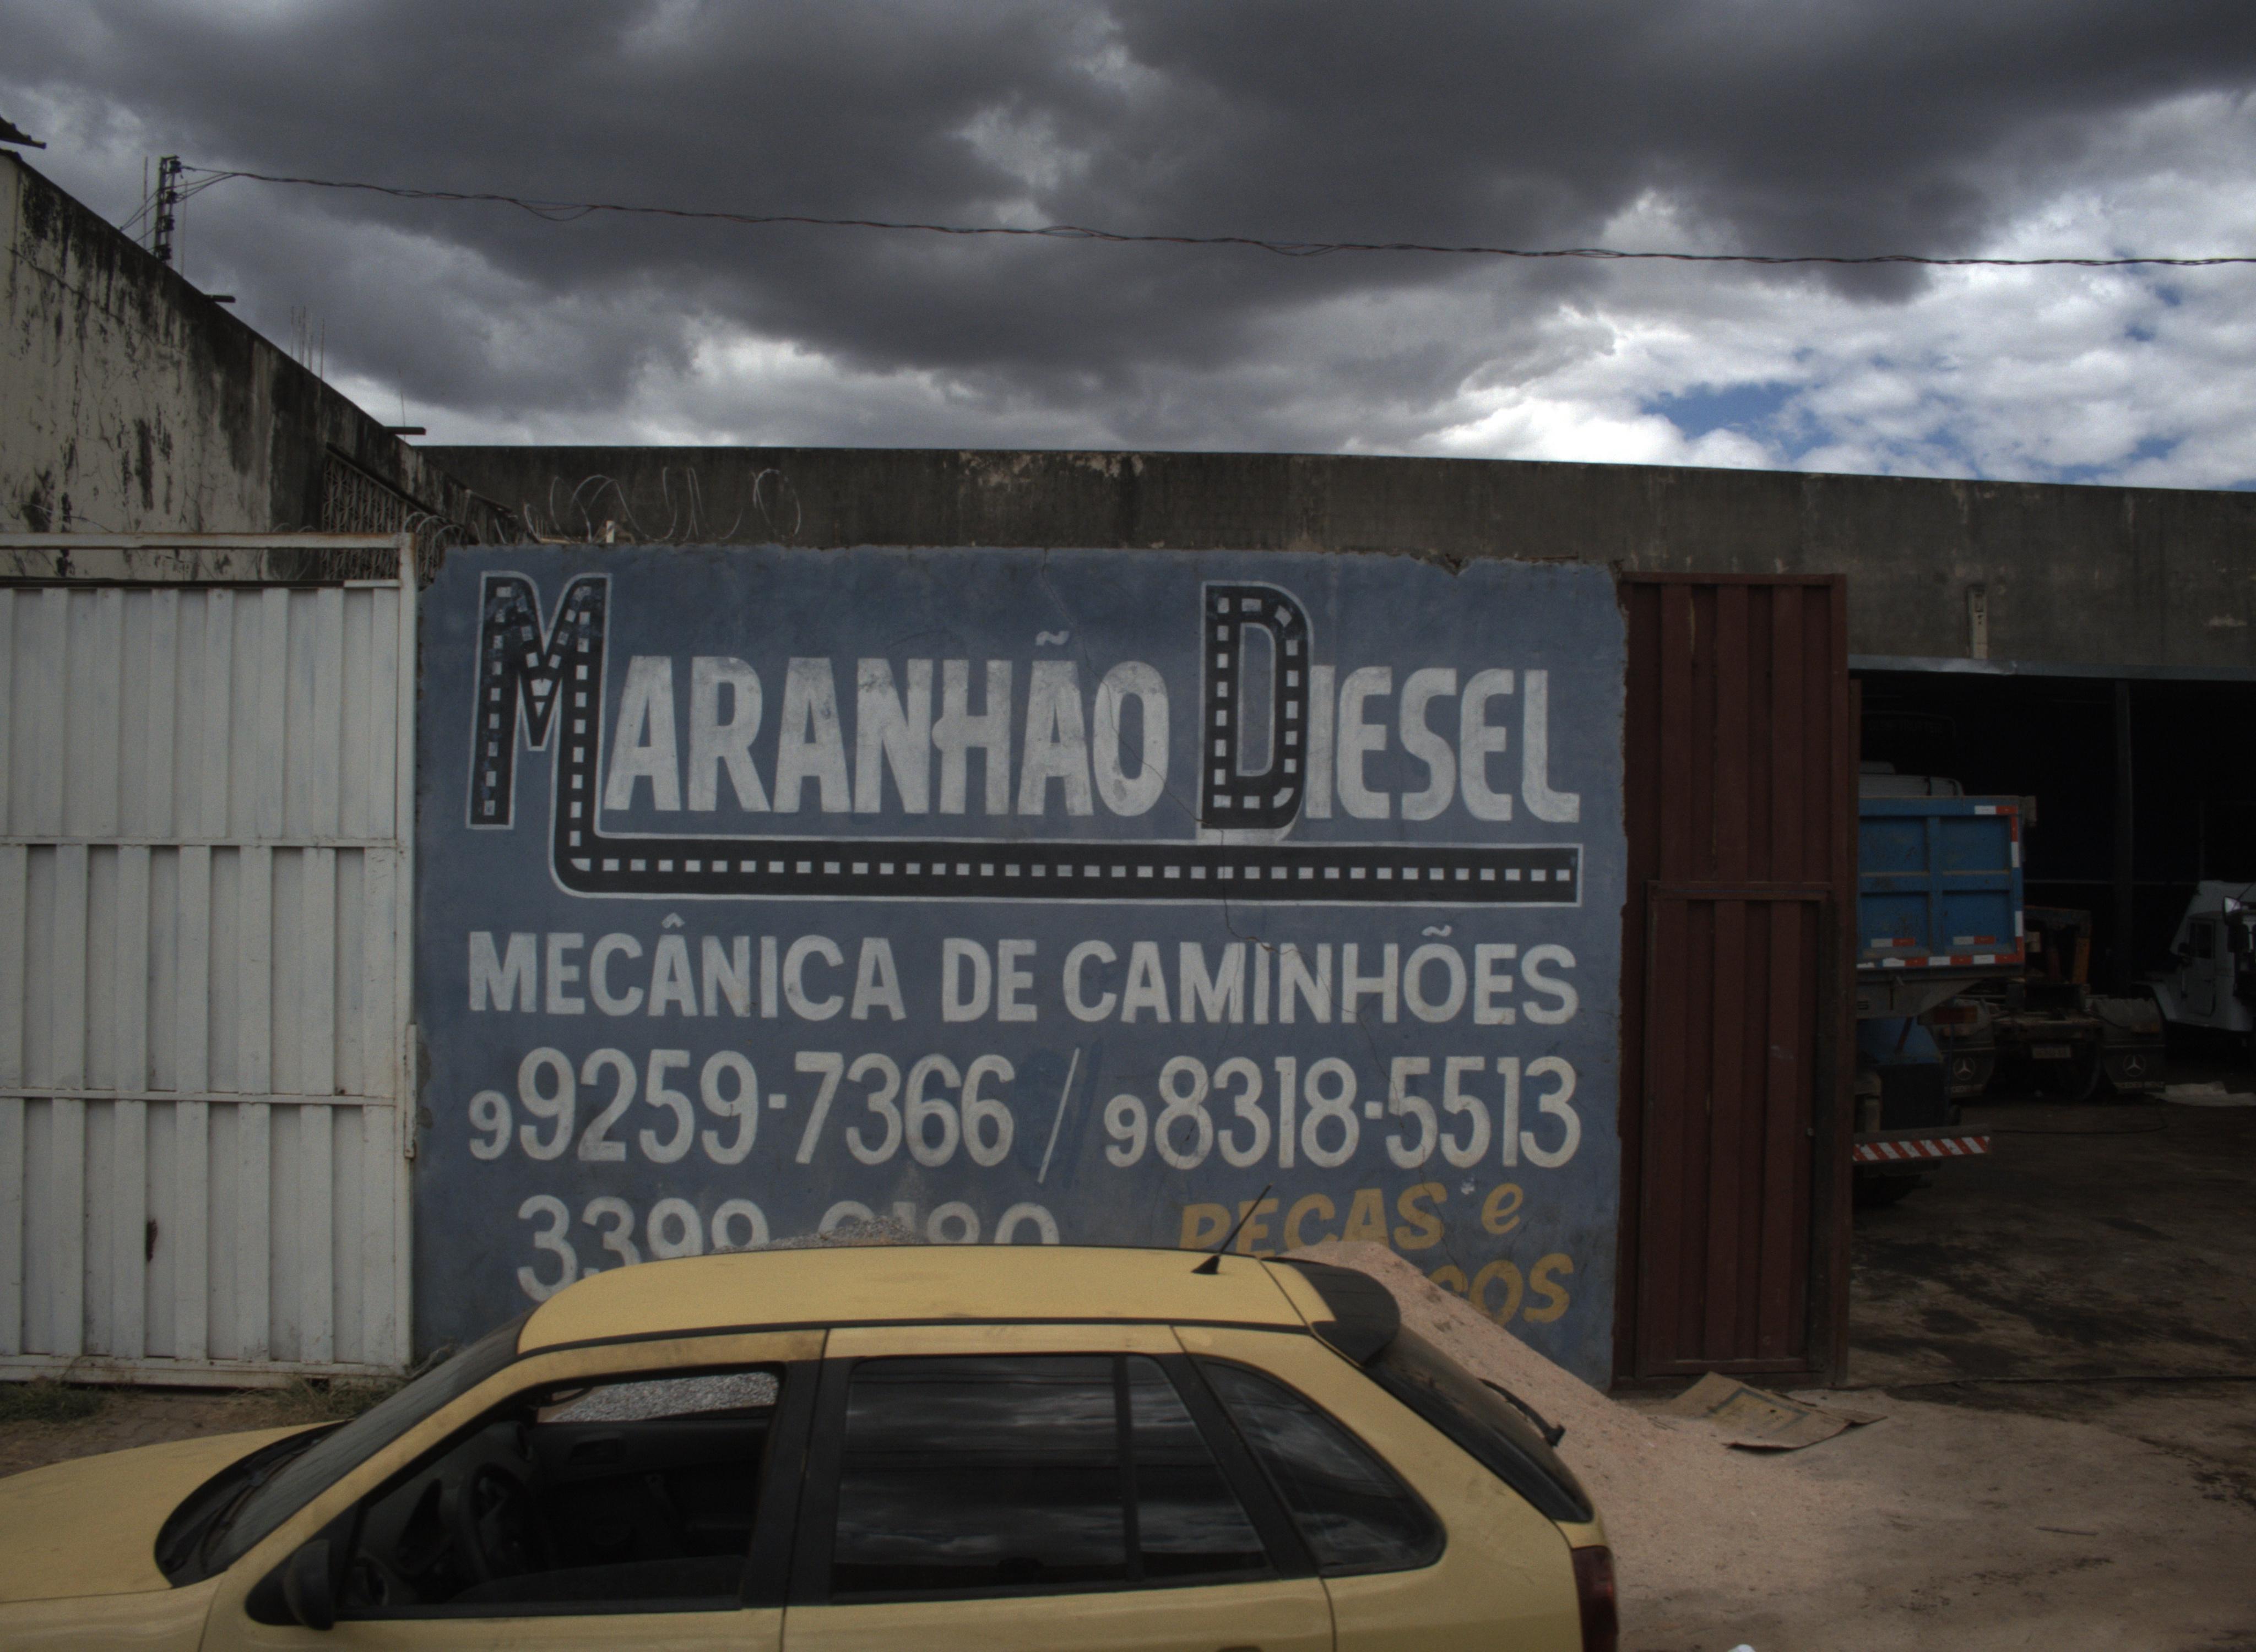 MARANHÃO DIESEL
MECÂNICA DE CAMINHÕES
99259-7366 / 98318-5513
PEÇAS e